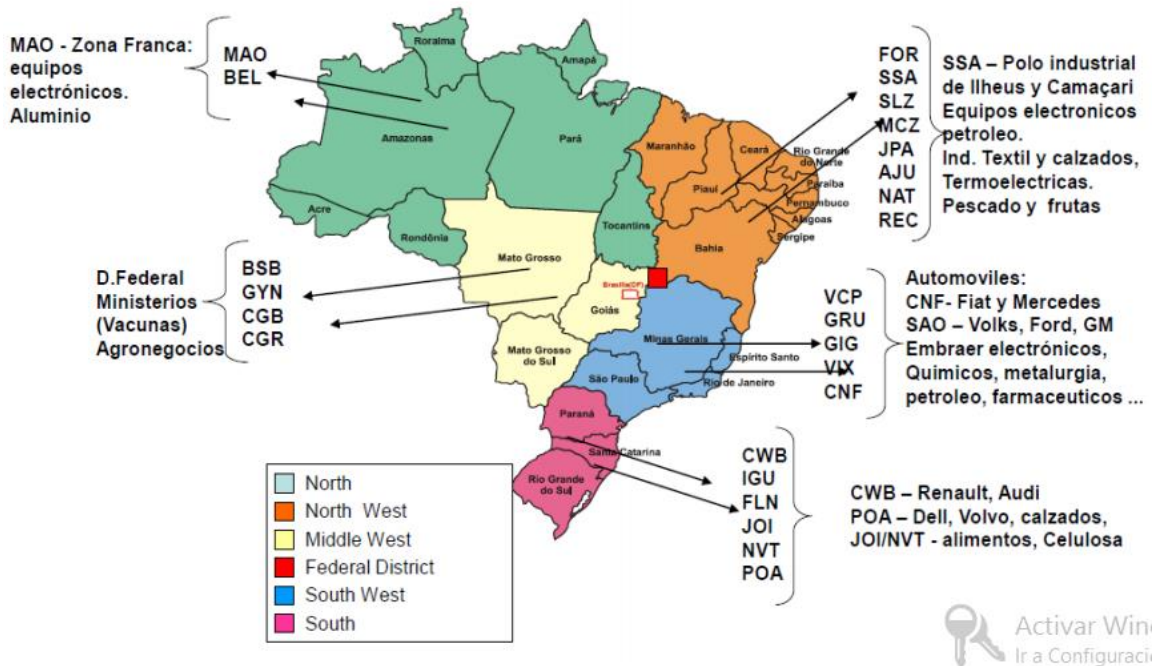 MAO - Zona Franca:
equipos
electrónicos.
Aluminio
MAO
BEL
D.Federal
Ministerios
(Vacunas)
Agronegocios
BSB
GYN
CGB
CGR
Roraima
Amapá
Amazonas
Pará
Acre
Rondônia
Tocantins
Maranhão
Ceará
Rio Grande
do Norte
Piauí
Paraíba
Pernambuco
Alagoas
Sergipe
Bahia
Mato Grosso
Brasília(DF)
Goiás
Mato Grosso
do Sul
Minas Gerais
Espírito Santo
São Paulo
Rio de Janeiro
Paraná
Santa Catarina
Rio Grande
do Sul
FOR
SSA
SLZ
MCZ
JPA
AJU
NAT
REC
SSA – Polo industrial
de Ilheus y Camaçari
Equipos electronicos
petroleo.
Ind. Textil y calzados,
Termoelectricas.
Pescado y frutas
VCP
GRU
GIG
VIX
CNF
Automoviles:
CNF- Fiat y Mercedes
SAO – Volks, Ford, GM
Embraer electrónicos,
Quimicos, metalurgia,
petroleo, farmaceuticos ...
CWB
IGU
FLN
JOI
NVT
POA
CWB – Renault, Audi
POA – Dell, Volvo, calzados,
JOI/NVT - alimentos, Celulosa
North
North West
Middle West
Federal District
South West
South
Activar Wind
Ir a Configuració